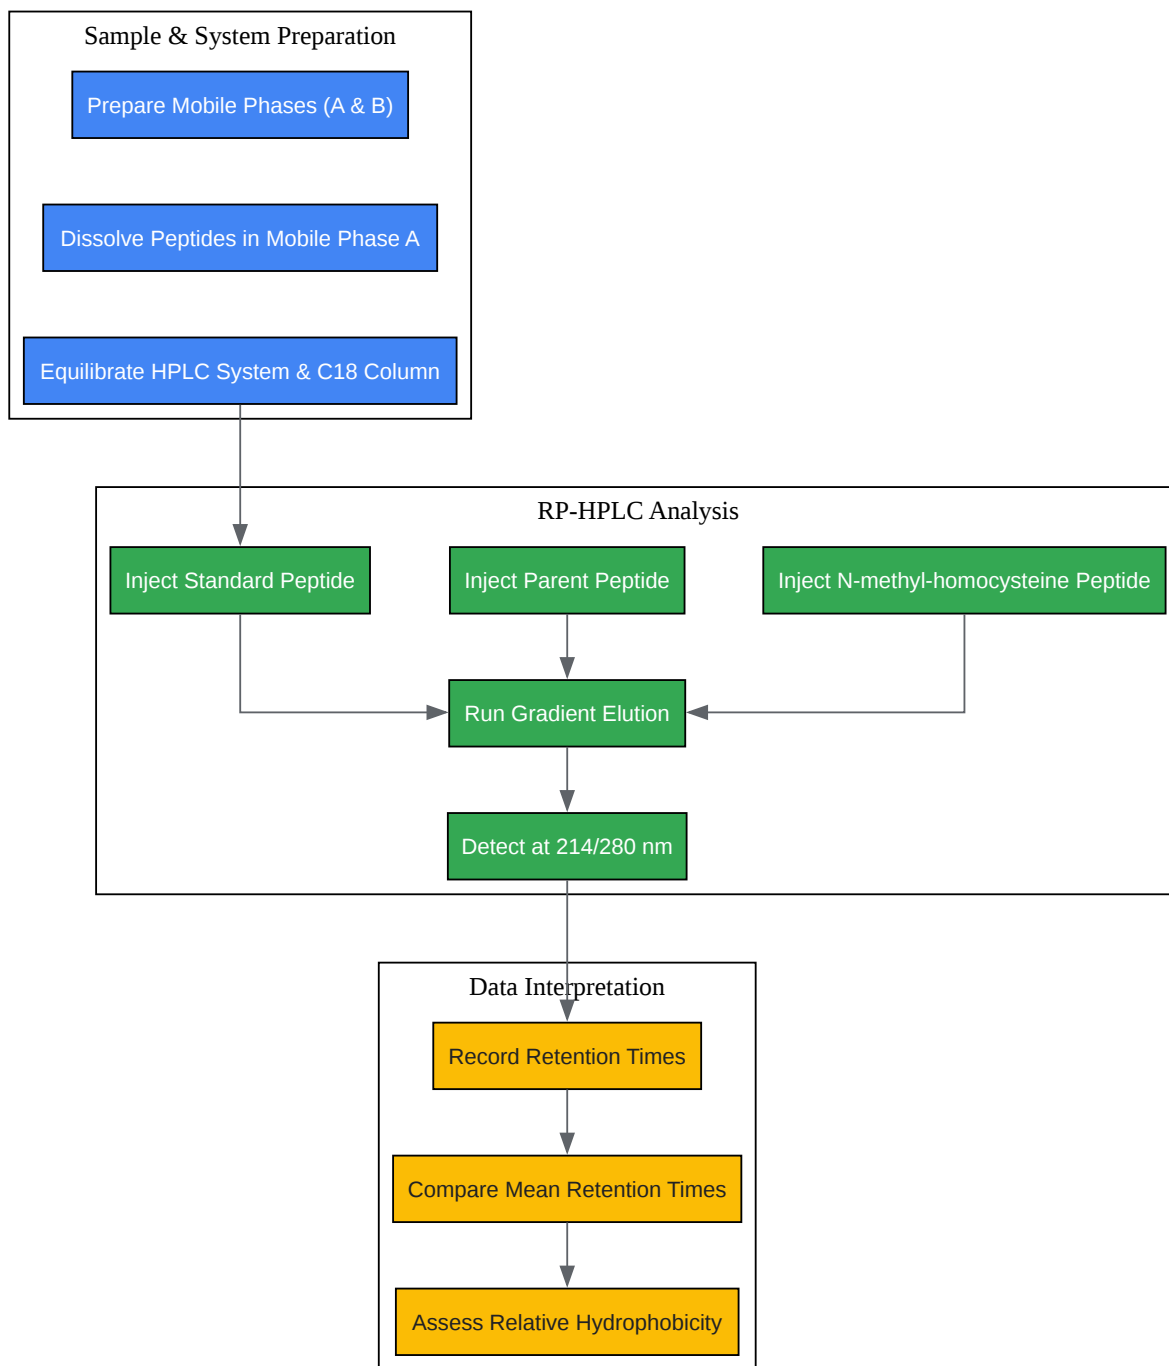 Sample & System Preparation
Prepare Mobile Phases (A & B)
Dissolve Peptides in Mobile Phase A
Equilibrate HPLC System & C18 Column
RP-HPLC Analysis
Inject Standard Peptide
Inject Parent Peptide
Inject N-methyl-homocysteine Peptide
Run Gradient Elution
Detect at 214/280 nm
Data Interpretation
Record Retention Times
Compare Mean Retention Times
Assess Relative Hydrophobicity